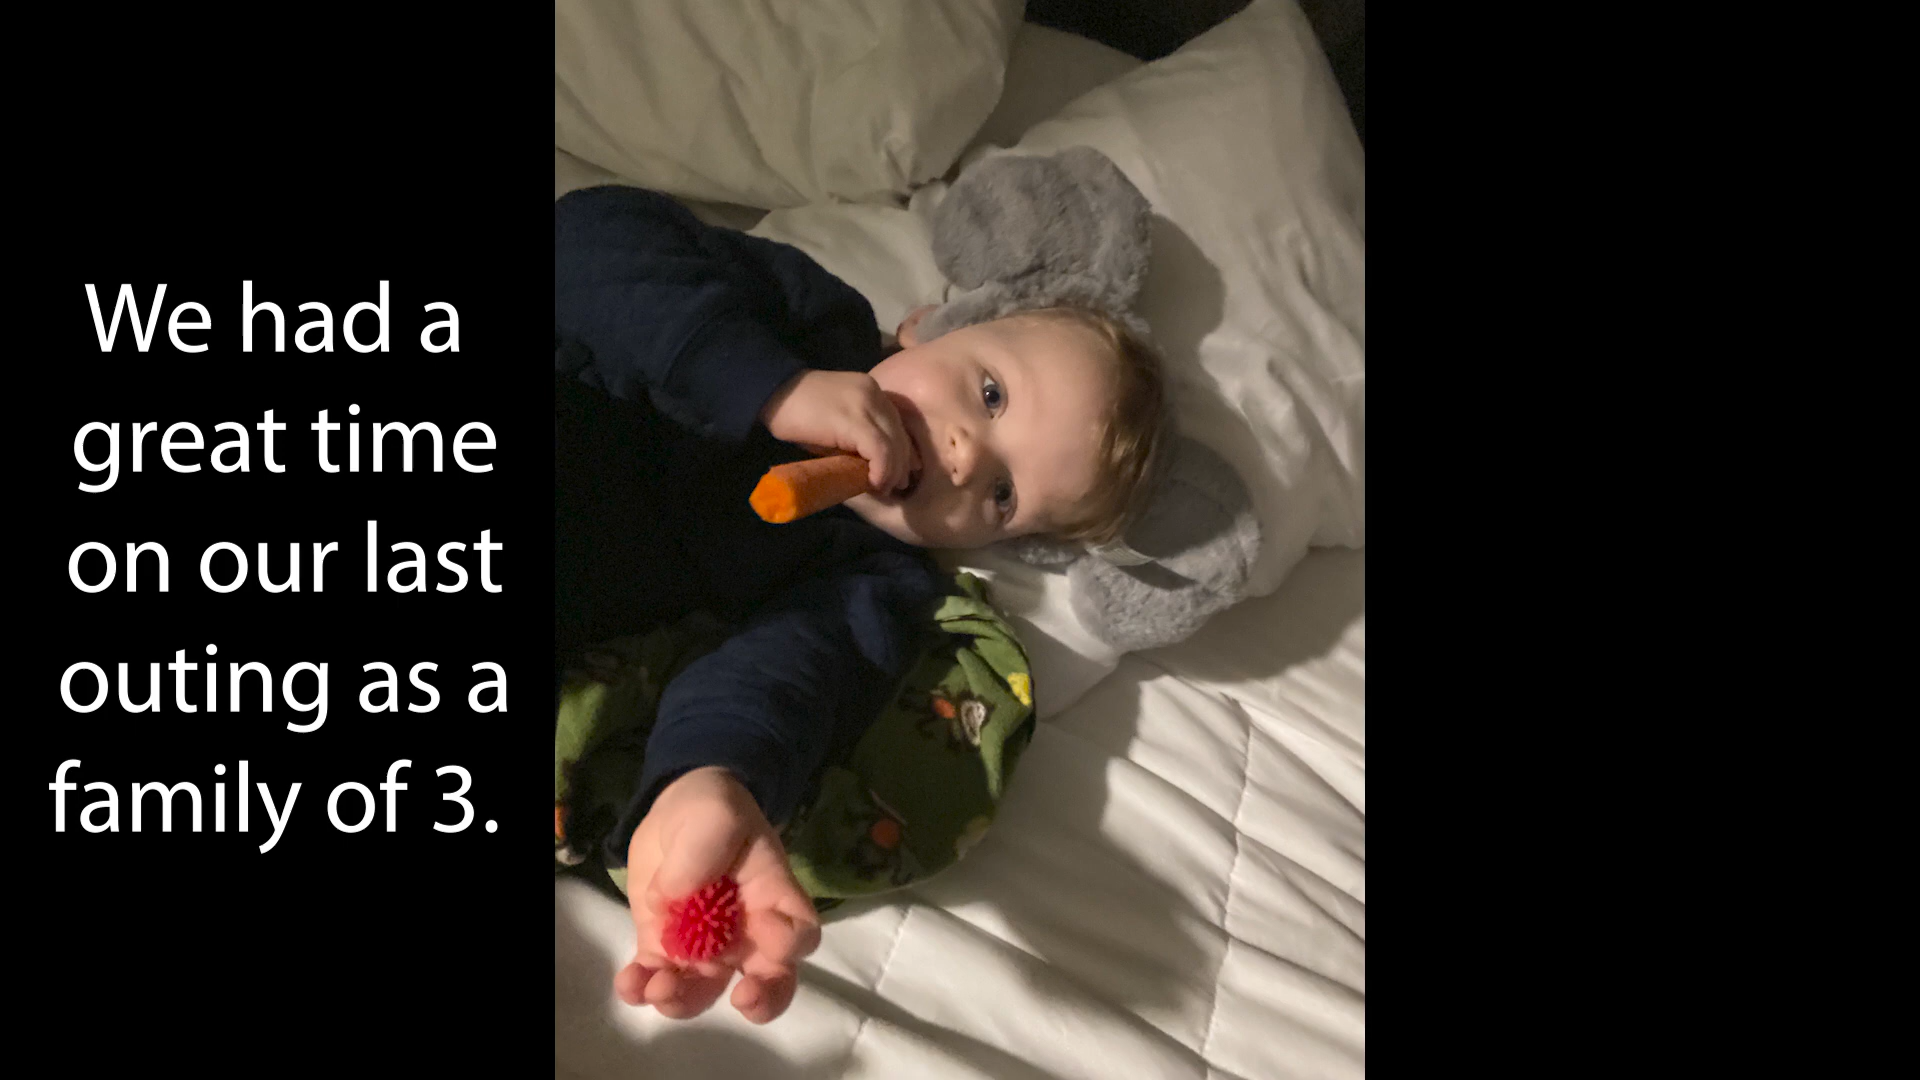 We had a
great time
on our last
outing as a
family of 3.